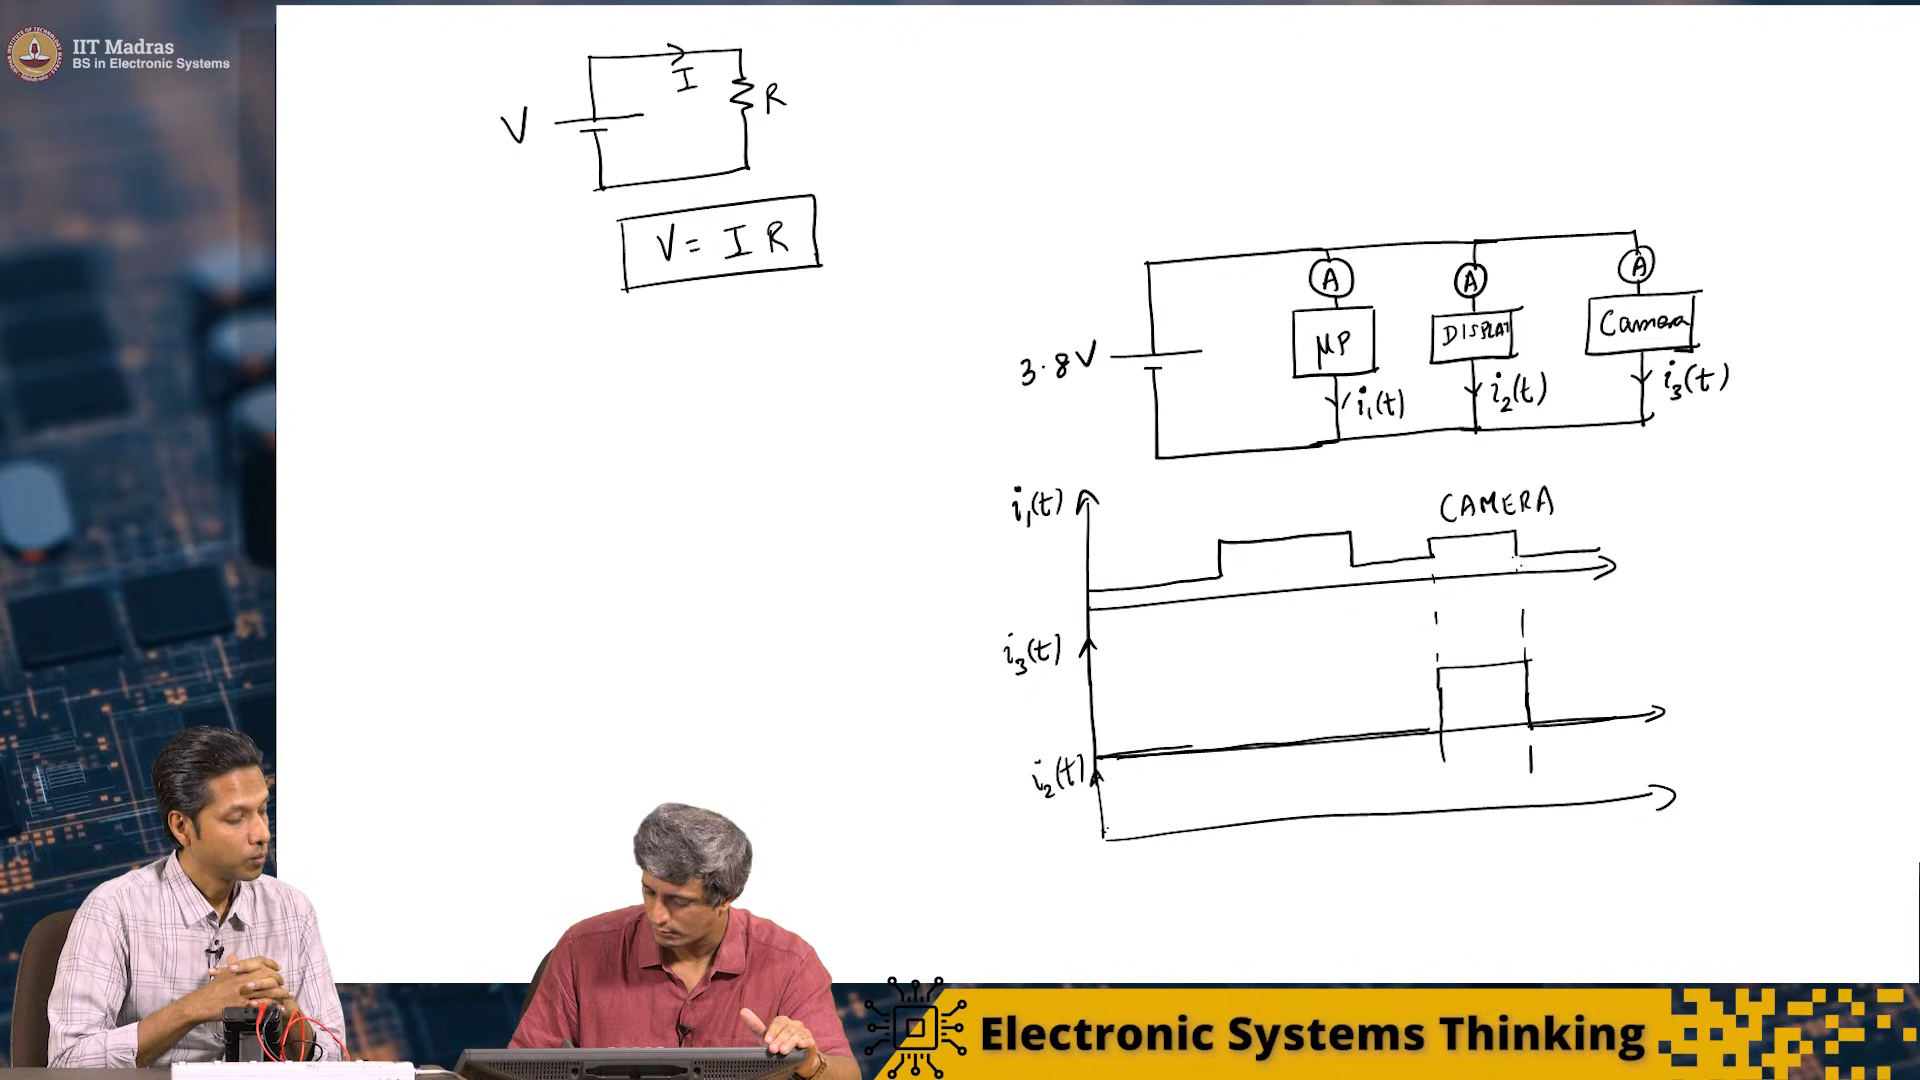 IIT Madras
BS in Electronic Systems
I
V
R
V = I R
A
A
A
μP
DISPLAY
Camera
3.8V
i₁(t)
i₂(t)
i₃(t)
i₁(t)
CAMERA
i₃(t)
i₂(t)
Electronic Systems Thinking